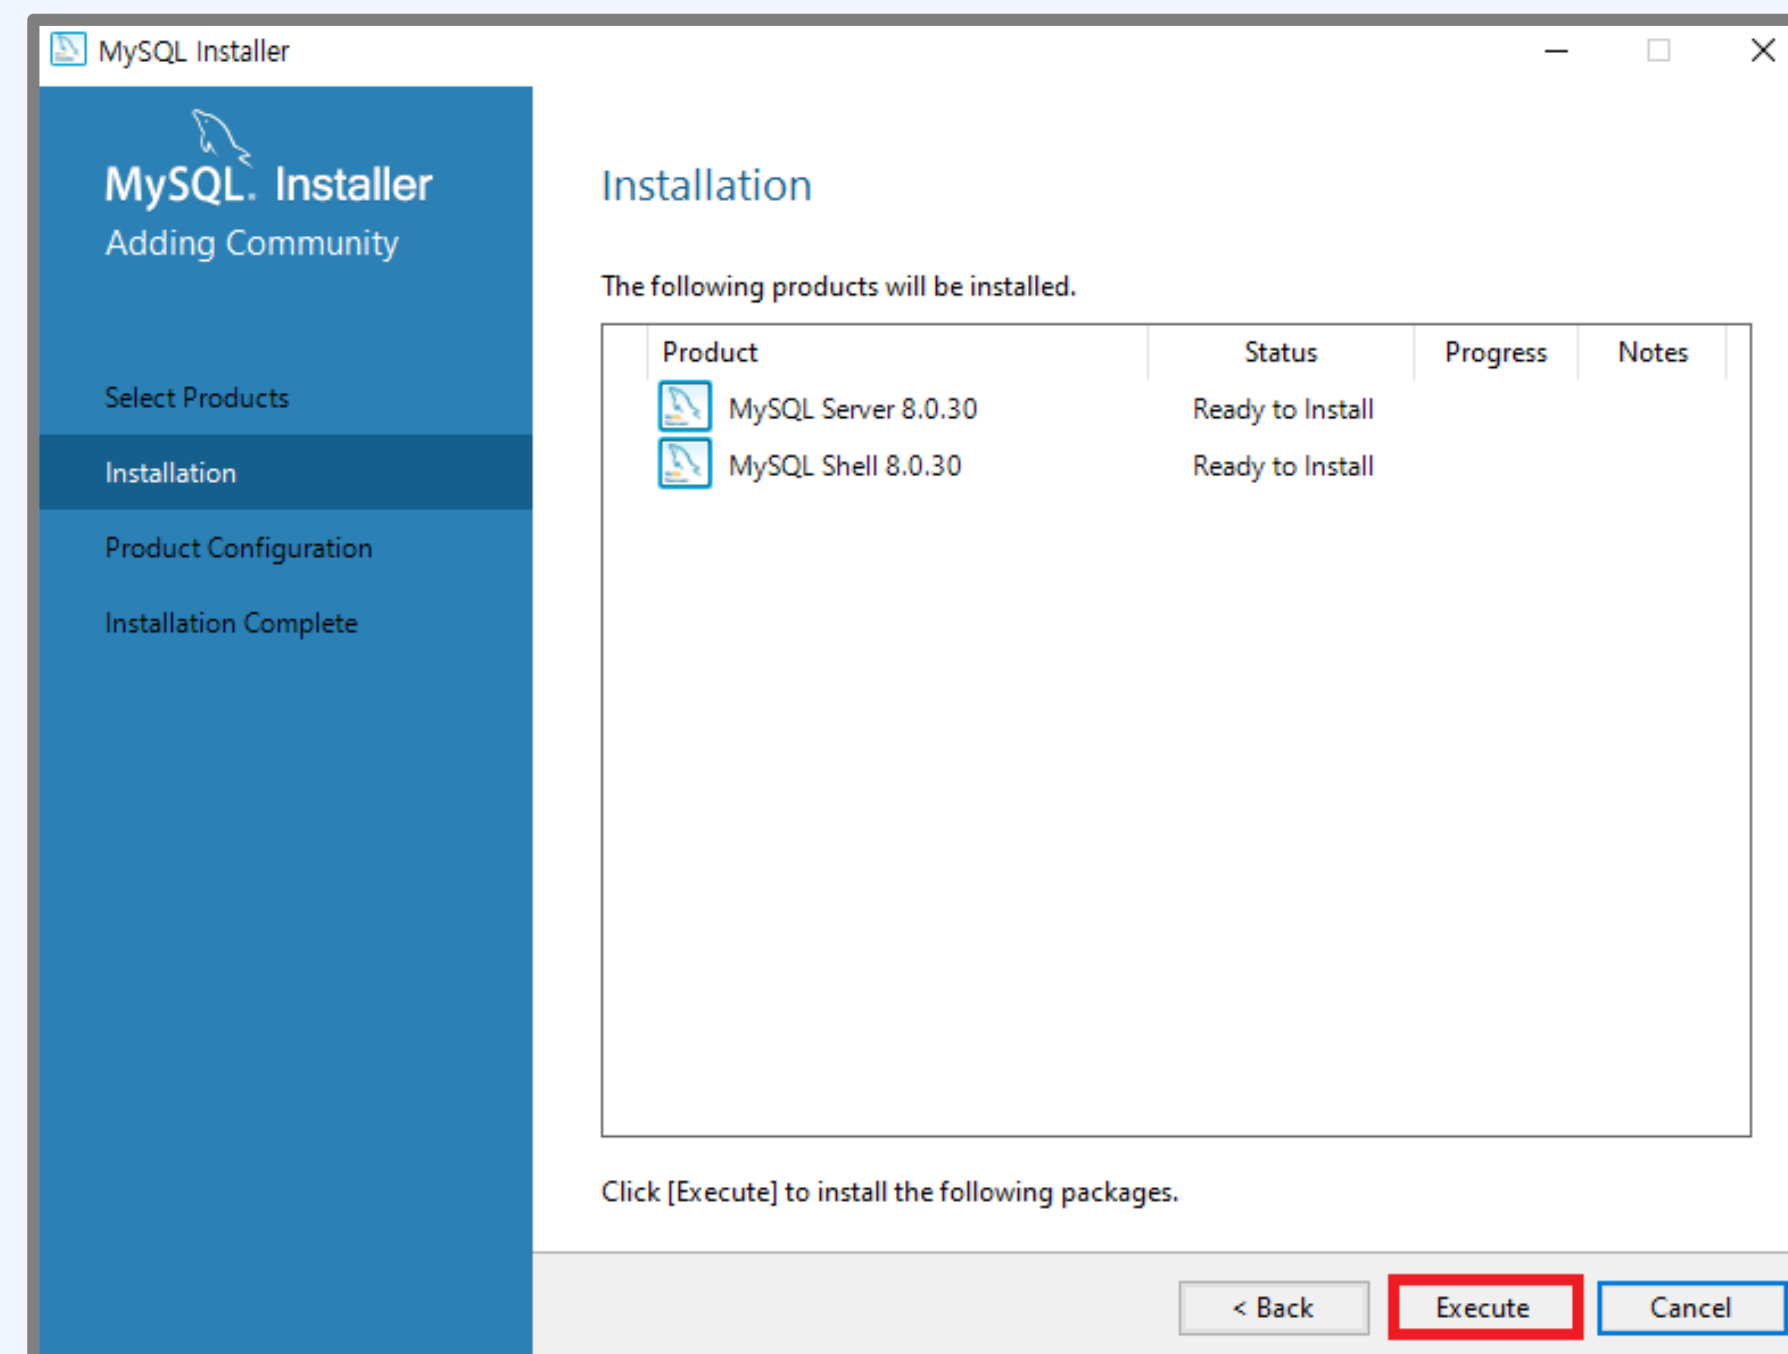 MySQL Installer
MySQL. Installer
Adding Community
Select Products
Installation
Product Configuration
Installation Complete
Installation
The following products will be installed.
Product Status Progress Notes
MySQL Server 8.0.30 Ready to Install
MySQL Shell 8.0.30 Ready to Install
Click [Execute] to install the following packages.
< Back Execute Cancel